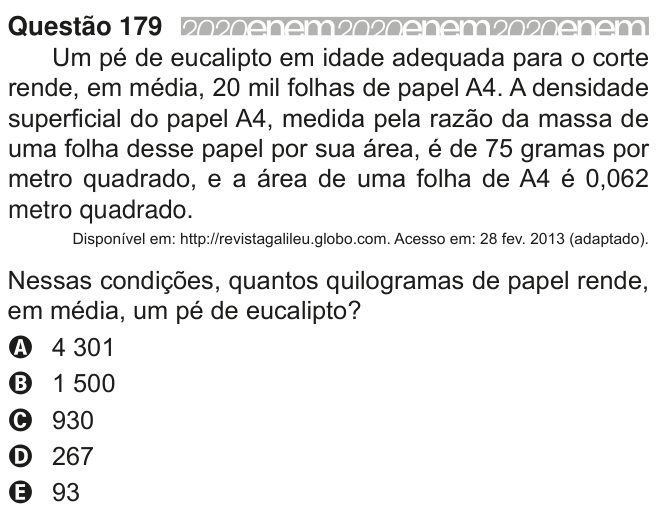 Questão 179 2020enem2020enem2020enem
Um pé de eucalipto em idade adequada para o corte
rende, em média, 20 mil folhas de papel A4. A densidade
superficial do papel A4, medida pela razão da massa de
uma folha desse papel por sua área, é de 75 gramas por
metro quadrado, e a área de uma folha de A4 é 0,062
metro quadrado.
Disponível em: http://revistagalileu.globo.com. Acesso em: 28 fev. 2013 (adaptado).
Nessas condições, quantos quilogramas de papel rende,
em média, um pé de eucalipto?
A 4 301
B 1 500
C 930
D 267
E 93